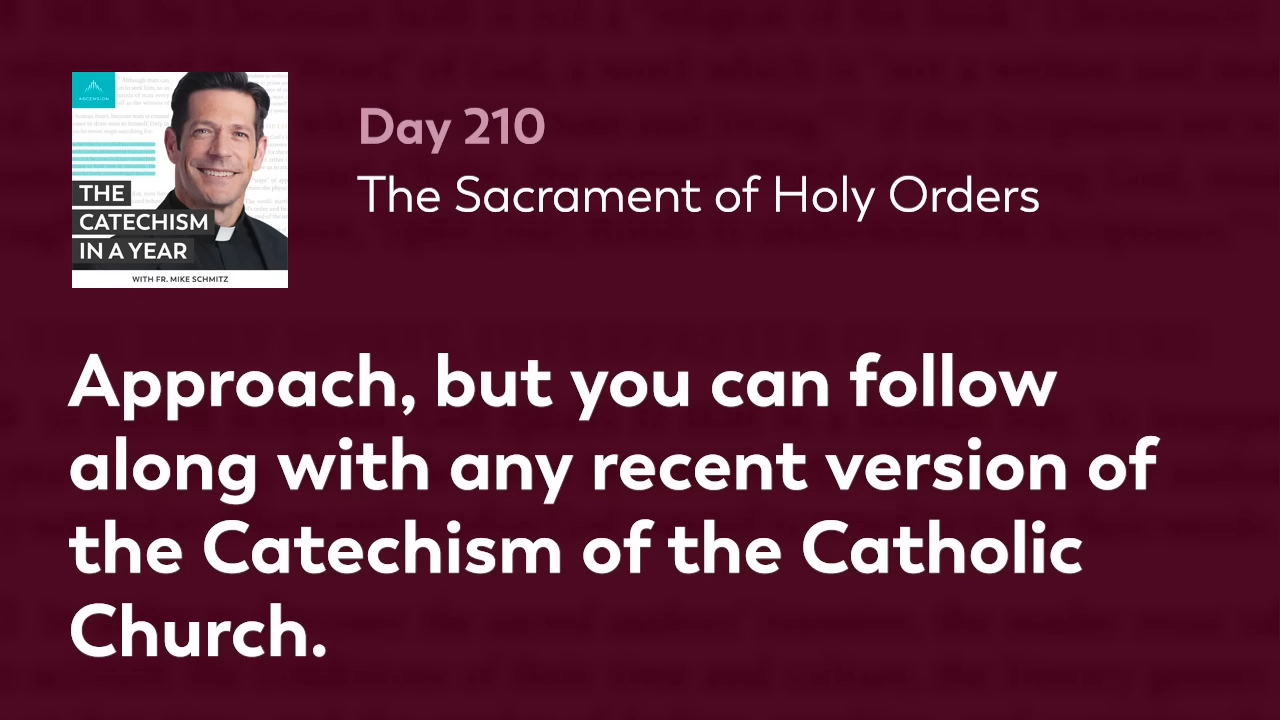 Day 210
The Sacrament of Holy Orders
ASCENSION
THE
CATECHISM
IN A YEAR
WITH FR. MIKE SCHMITZ
Approach, but you can follow
along with any recent version of
the Catechism of the Catholic
Church.